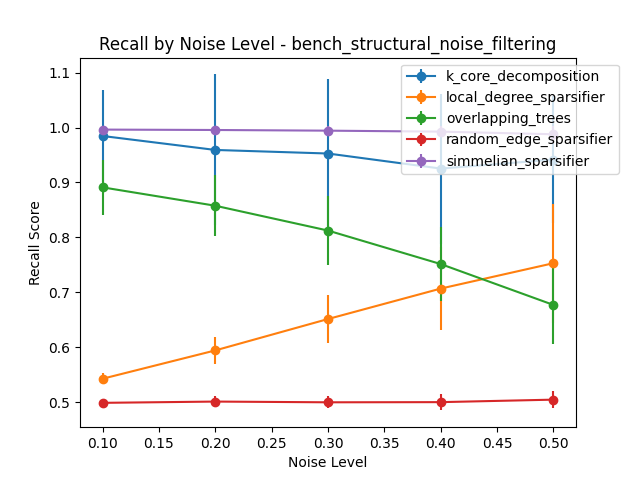 Recall by Noise Level - bench_structural_noise_filtering
Recall Score
1.1
1.0
0.9
0.8
0.7
0.6
0.5
k_core_decomposition
local_degree_sparsifier
overlapping_trees
random_edge_sparsifier
simmelian_sparsifier
0.10 0.15 0.20 0.25 0.30 0.35 0.40 0.45 0.50
Noise Level